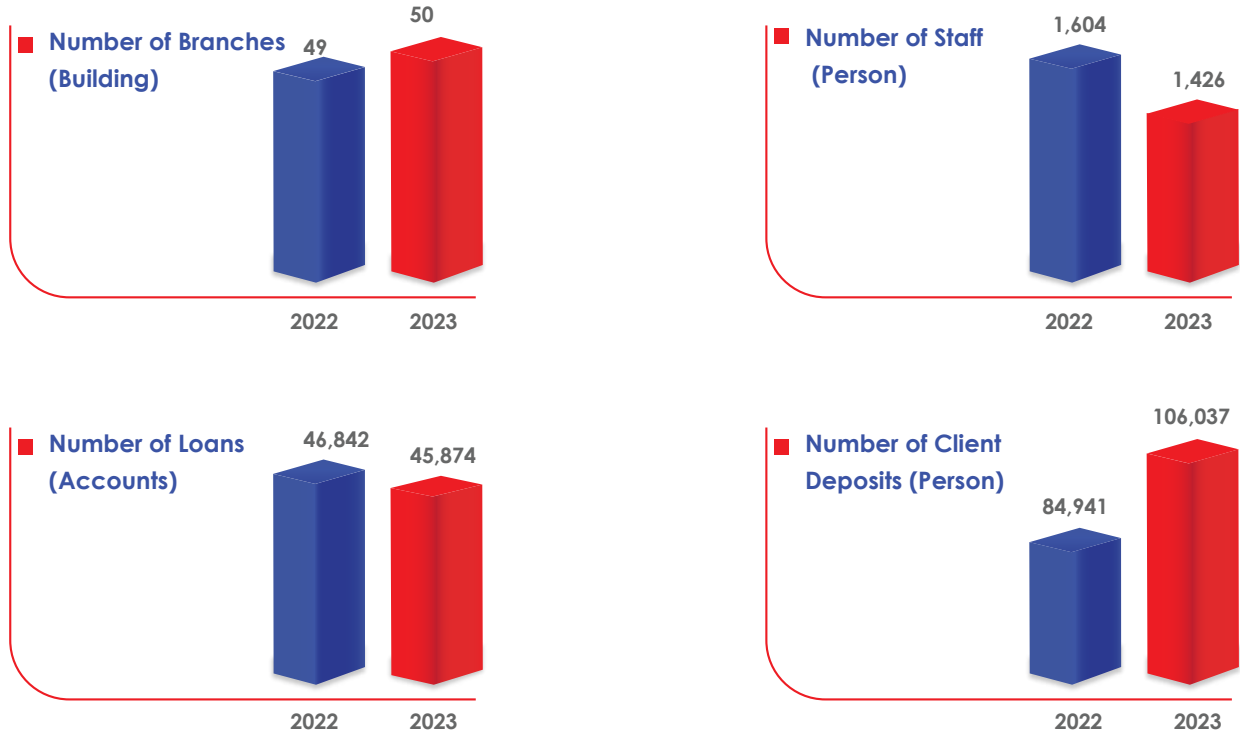 Number of Branches
(Building)
49
50
2022
2023
Number of Staff
(Person)
1,604
1,426
2022
2023
Number of Loans
(Accounts)
46,842
45,874
2022
2023
Number of Client
Deposits (Person)
84,941
106,037
2022
2023